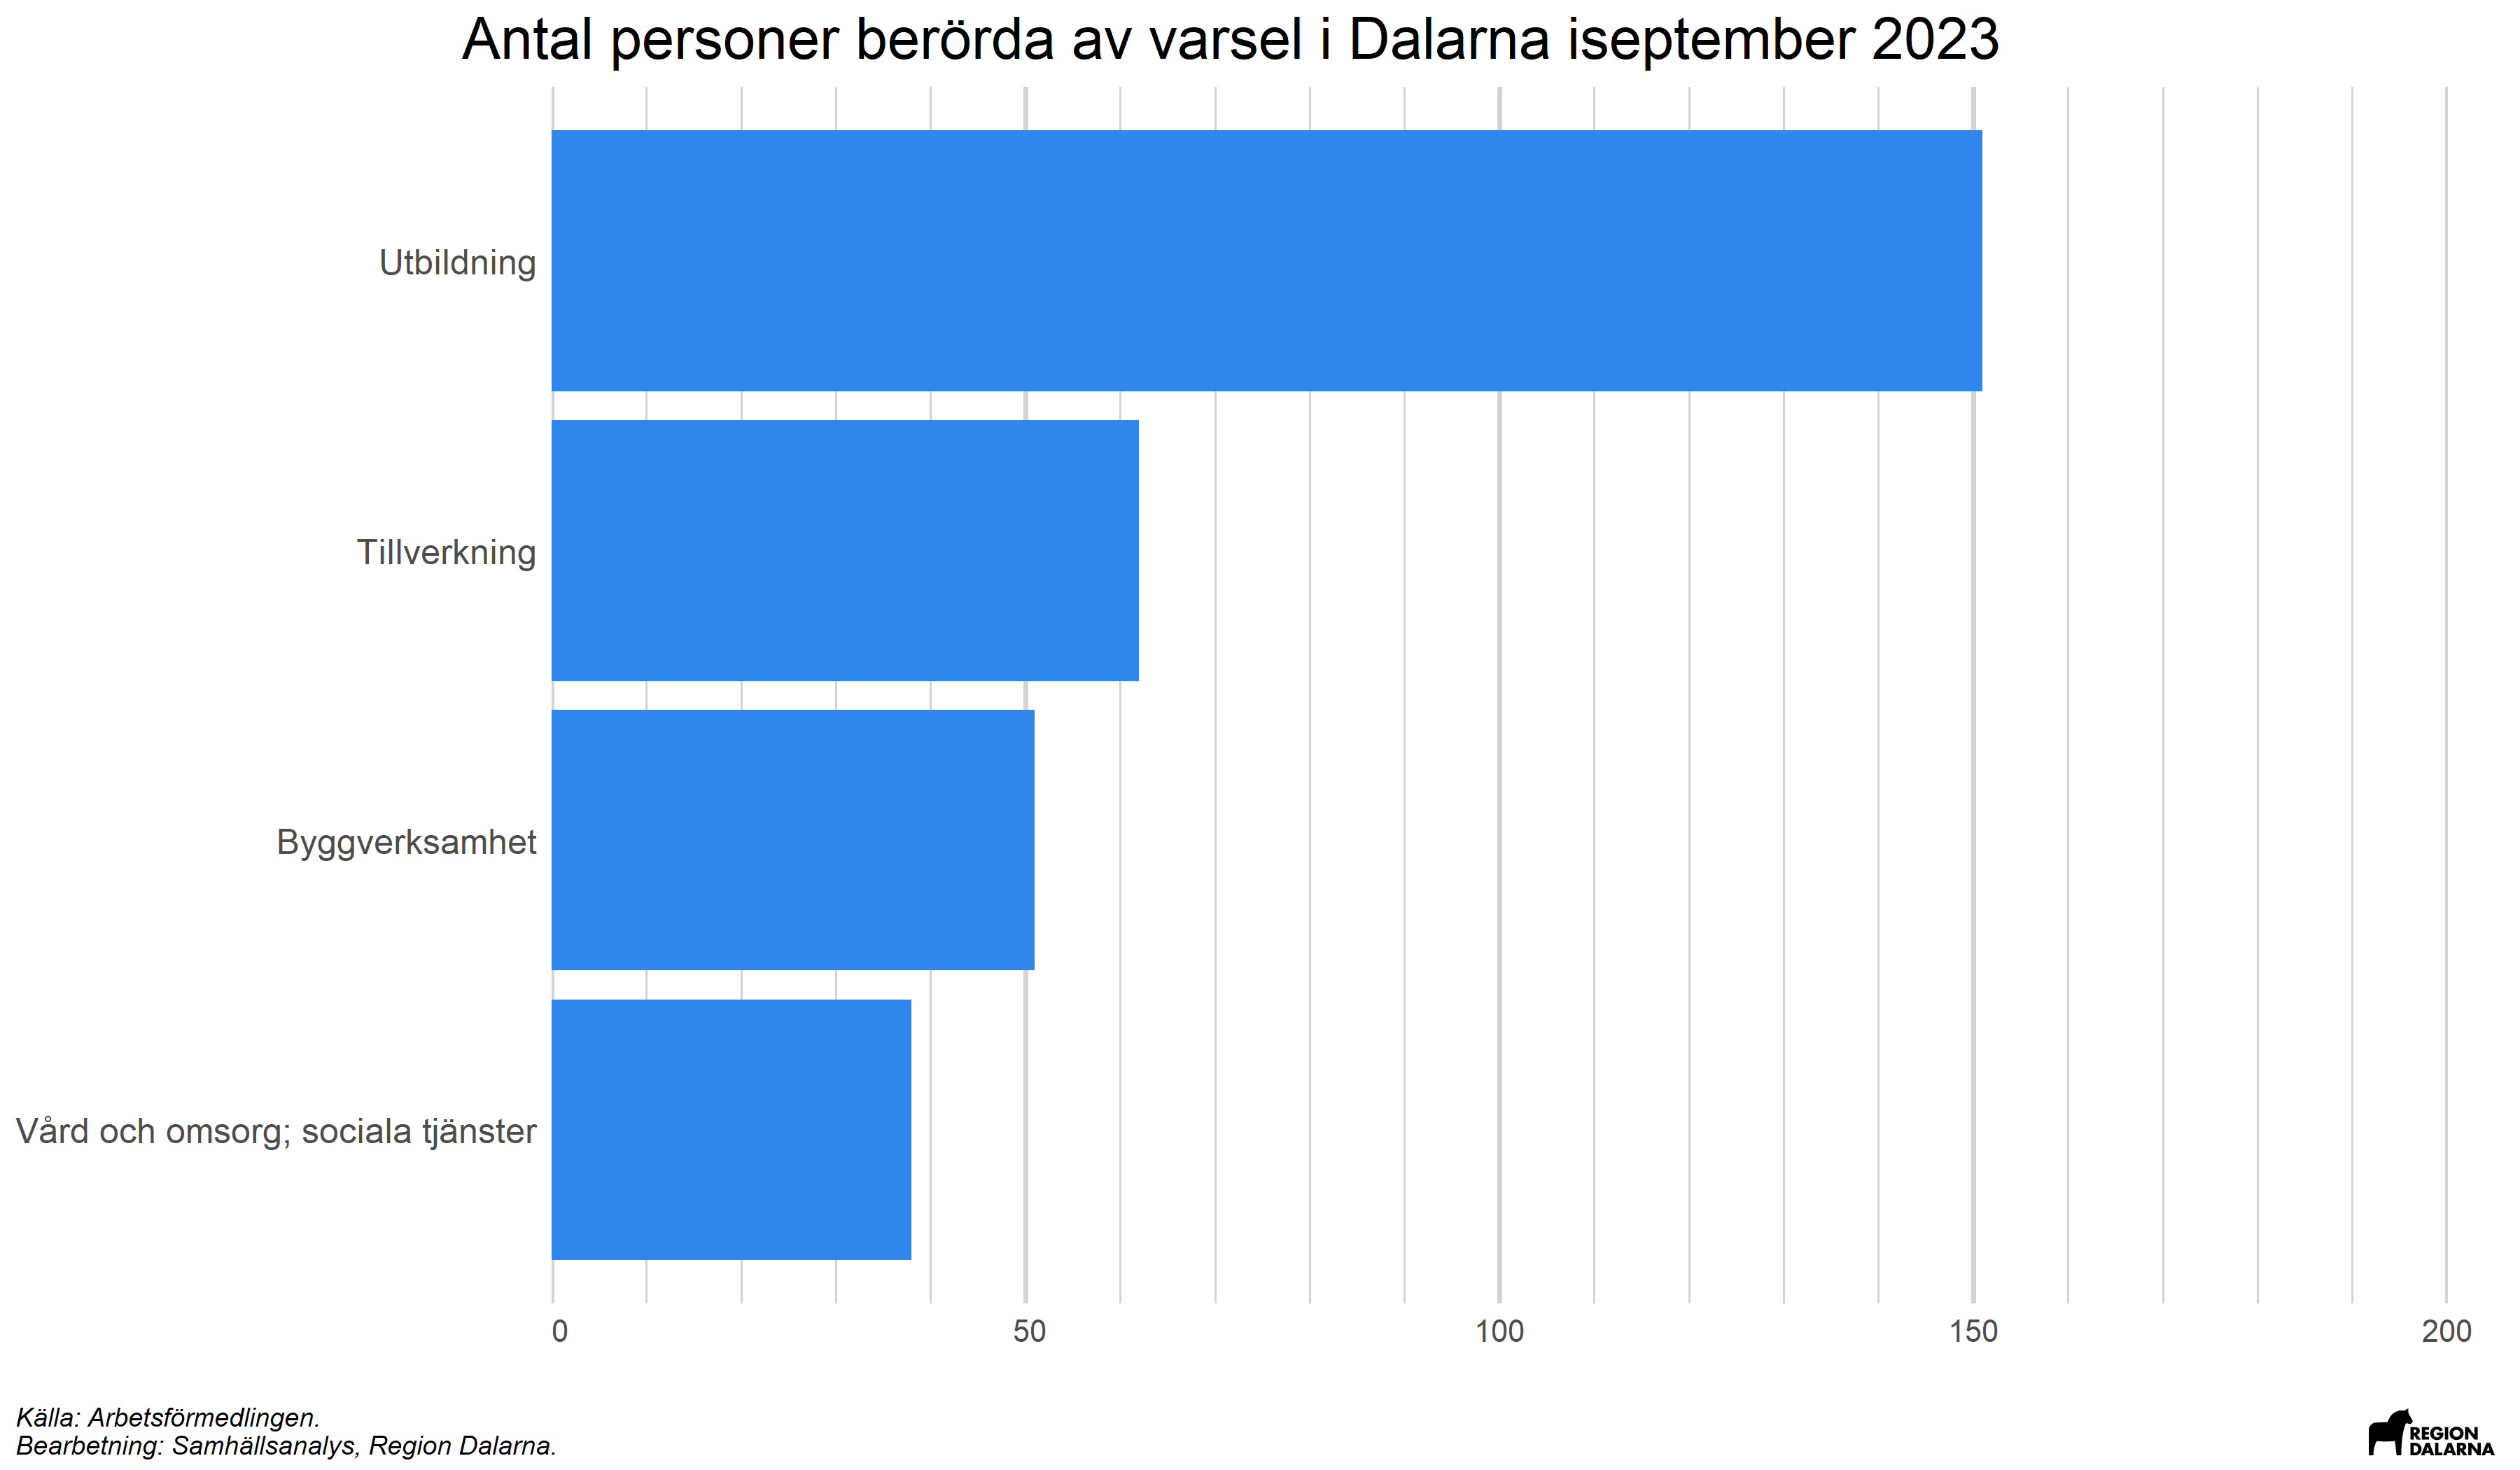 Antal personer berörda av varsel i Dalarna iseptember 2023
Utbildning
Tillverkning
Byggverksamhet
Vård och omsorg; sociala tjänster
0 50 100 150 200
Källa: Arbetsförmedlingen.
Bearbetning: Samhällsanalys, Region Dalarna.
REGION
DALARNA